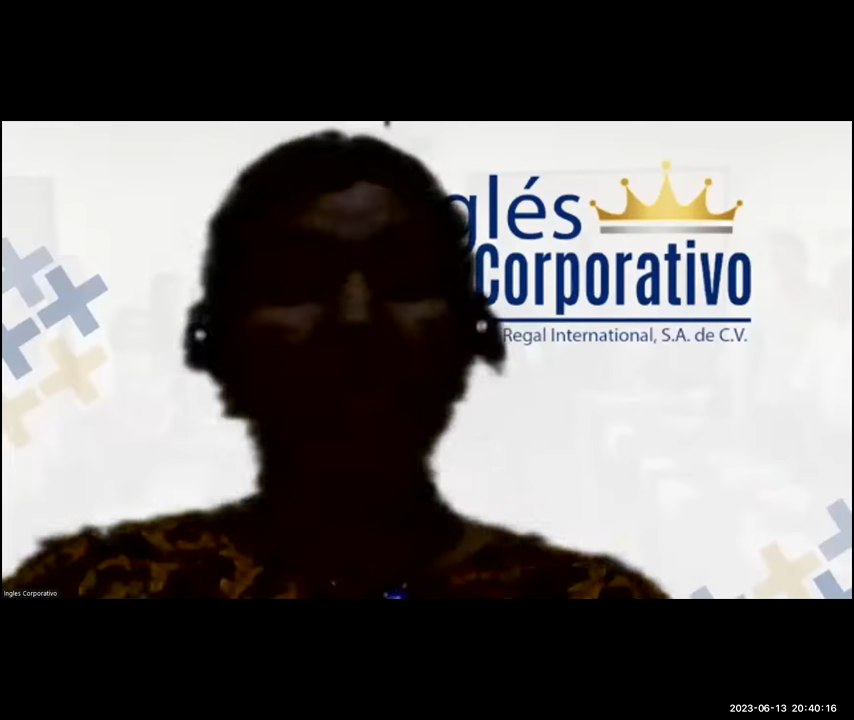 glés
Corporativo
Regal International, S.A. de C.V.
Ingles Corporativo
2023-06-13 20:40:16